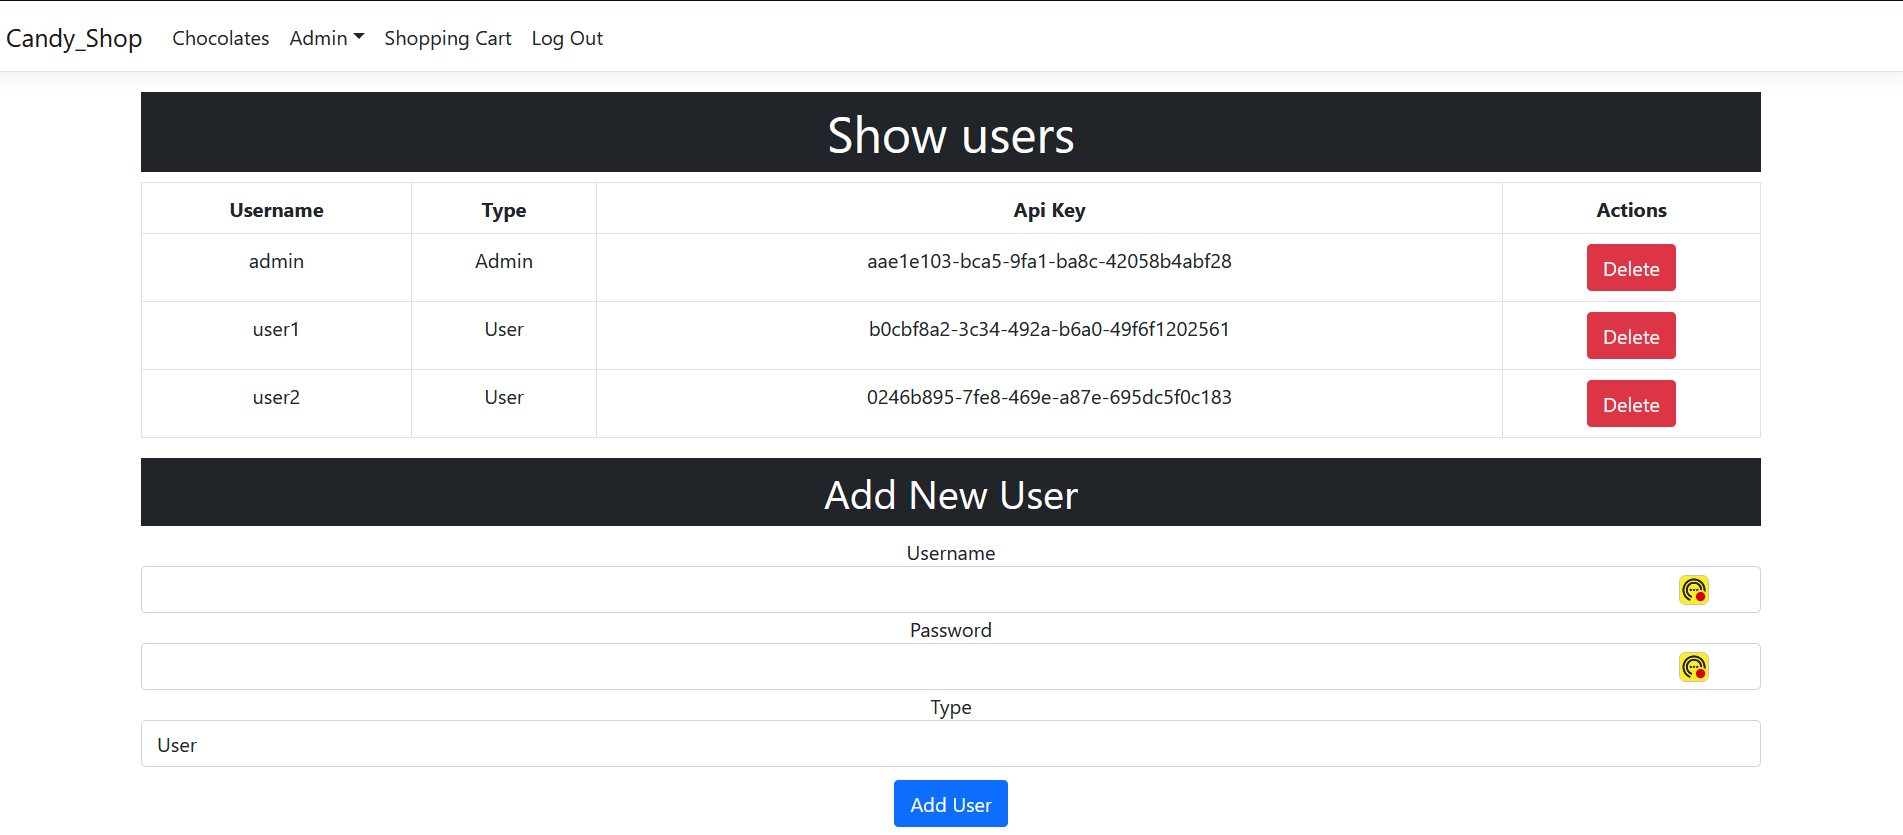 Candy_Shop Chocolates Admin Shopping Cart Log Out
Show users
Username Type Api Key Actions
admin Admin aae1e103-bca5-9fa1-ba8c-42058b4abf28 Delete
user1 User b0cbf8a2-3c34-492a-b6a0-49f6f1202561 Delete
user2 User 0246b895-7fe8-469e-a87e-695dc5f0c183 Delete
Add New User
Username
Password
Type
User
Add User